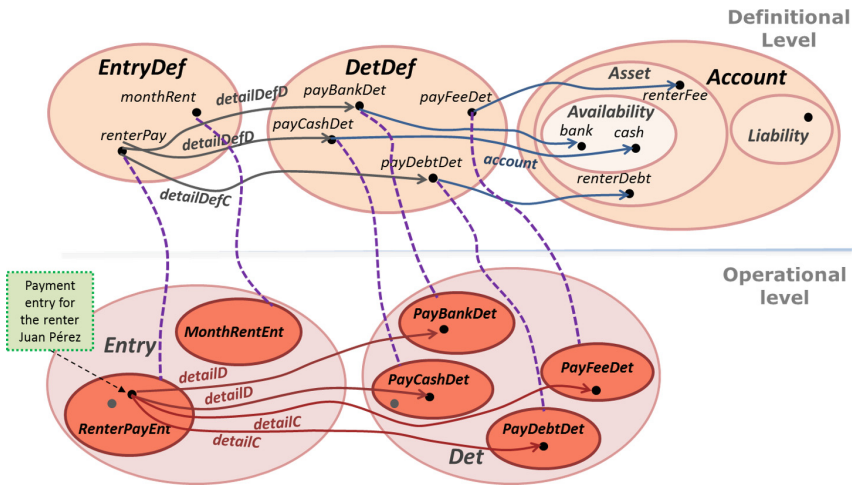 Definitional
Level
EntryDef
monthRent
renterPay
detailDefD
detailDefD
detailDefC
DetDef
payBankDet
payFeeDet
payCashDet
payDebtDet
account
Account
Asset
renterFee
Availability
bank
cash
renterDebt
Liability
Operational
level
Payment
entry for
the renter
Juan Pérez
Entry
MonthRentEnt
RenterPayEnt
detailD
detailD
detailC
detailC
PayBankDet
PayCashDet
PayFeeDet
PayDebtDet
Det